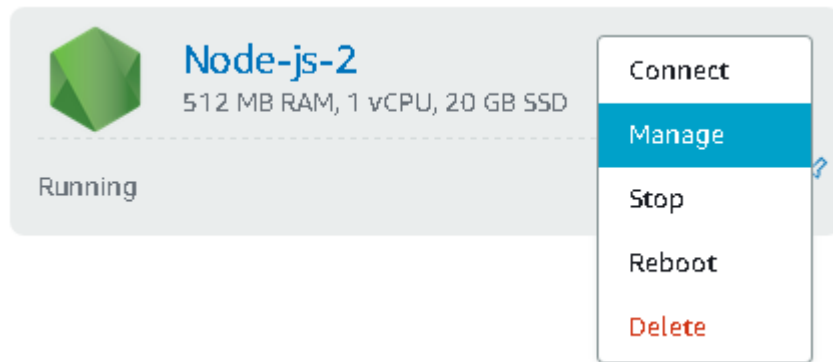 Node-js-2
512 MB RAM, 1 vCPU, 20 GB SSD
Running
Connect
Manage
Stop
Reboot
Delete